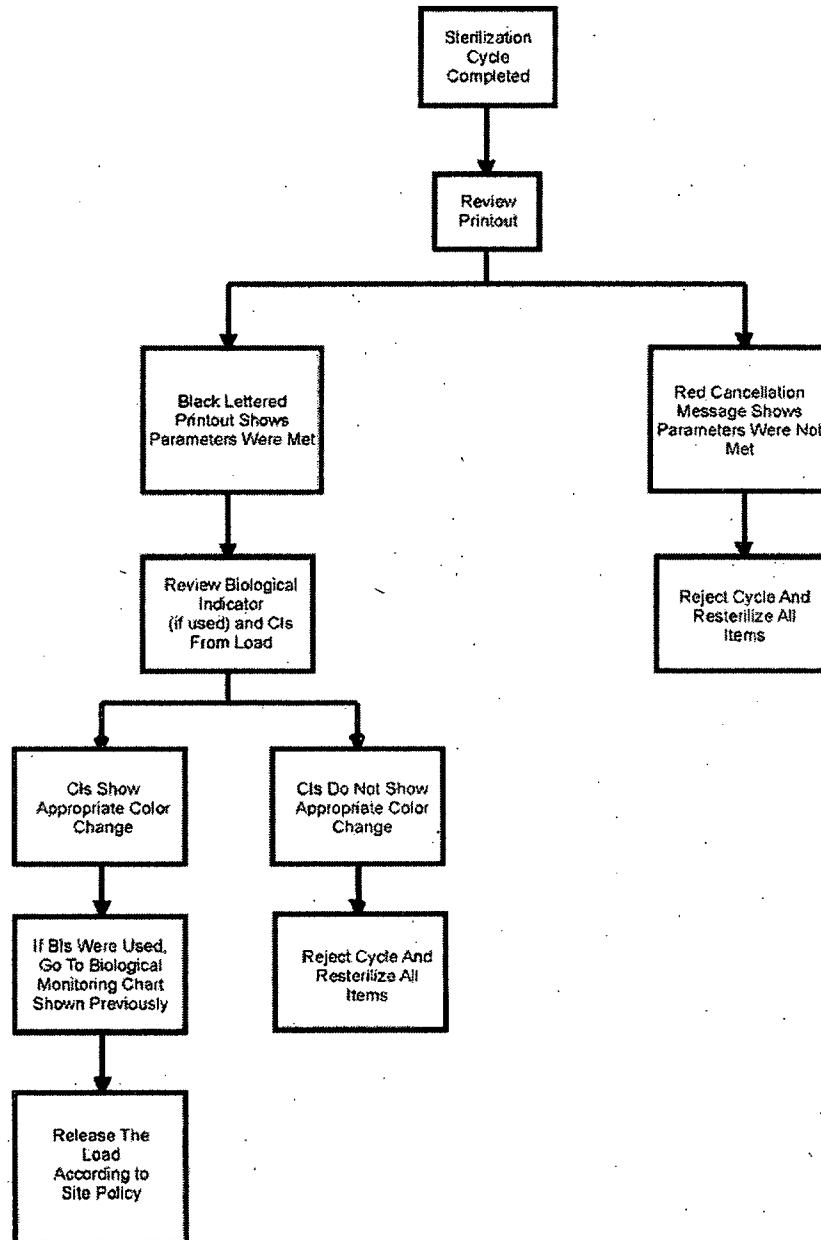 Sterilization
Cycle
Completed
Review
Printout
Black Lettered
Printout Shows
Parameters Were Met
Red Cancellation
Message Shows
Parameters Were Not
Met
Review Biological
Indicator
(if used) and CIs
From Load
Reject Cycle And
Resterilize All
Items
CIs Show
Appropriate Color
Change
CIs Do Not Show
Appropriate Color
Change
If BIs Were Used,
Go To Biological
Monitoring Chart
Shown Previously
Reject Cycle And
Resterilize All
Items
Release The
Load
According to
Site Policy